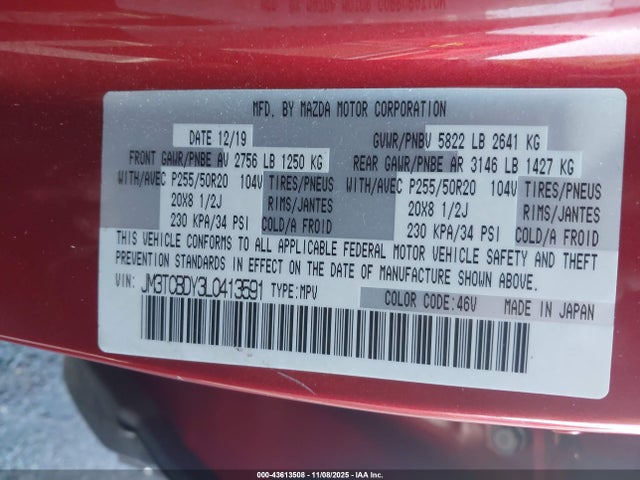 MFD. BY MAZDA MOTOR CORPORATION
DATE 12/19 GVWR/PNBV 5822 LB 2641 KG
FRONT GAWR/PNBE AV 2756 LB 1250 KG REAR GAWR/PNBE AR 3146 LB 1427 KG
WITH/AVEC P255/50R20 104V TIRES/PNEUS WITH/AVEC P255/50R20 104V TIRES/PNEUS
20X8 1/2J RIMS/JANTES 20X8 1/2J RIMS/JANTES
230 KPA/34 PSI COLD/A FROID 230 KPA/34 PSI COLD/A FROID
THIS VEHICLE CONFORMS TO ALL APPLICABLE FEDERAL MOTOR VEHICLE SAFETY AND THEFT
PREVENTION STANDARDS IN EFFECT ON THE DATE OF MANUFACTURE SHOWN ABOVE.
VIN: JM3TCBDY3L0413591 TYPE:MPV
COLOR CODE:46V MADE IN JAPAN
000-43613508 - 11/08/2025 - IAA Inc.